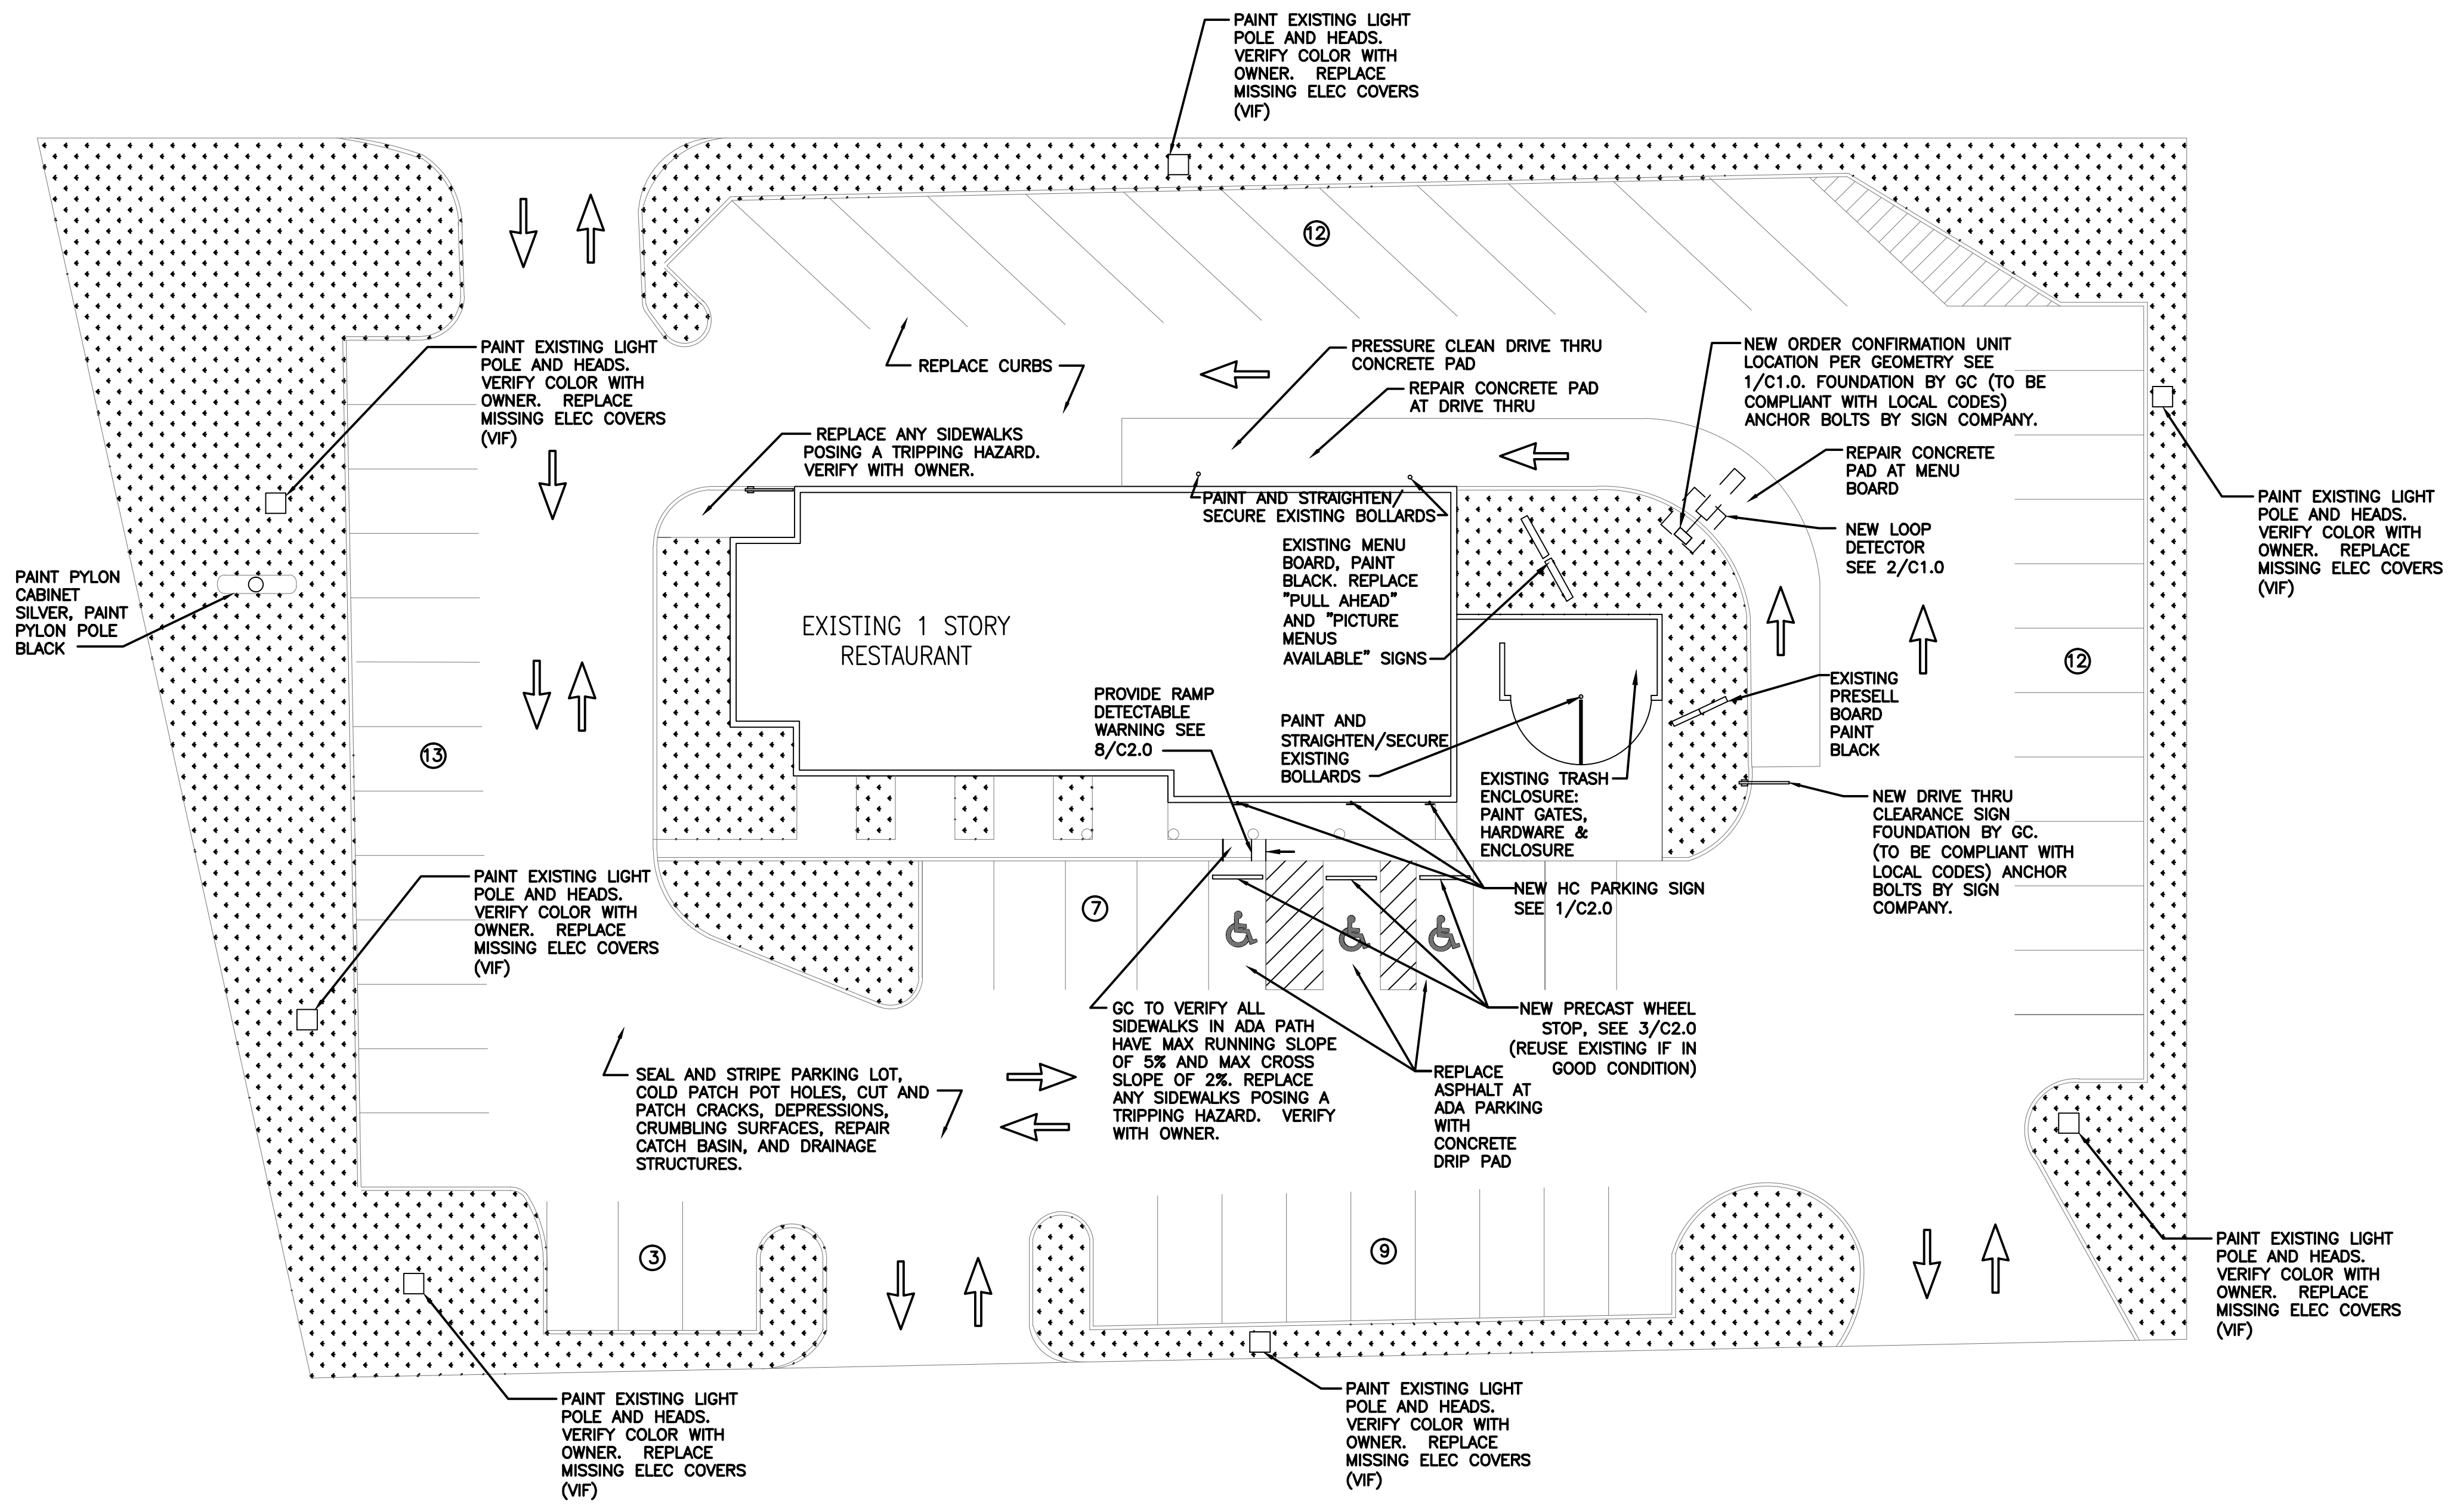 PAINT EXISTING LIGHT
POLE AND HEADS.
VERIFY COLOR WITH
OWNER. REPLACE
MISSING ELEC COVERS
(VIF)
12
PAINT EXISTING LIGHT
POLE AND HEADS.
VERIFY COLOR WITH
OWNER. REPLACE
MISSING ELEC COVERS
(VIF)
REPLACE CURBS
PRESSURE CLEAN DRIVE THRU
CONCRETE PAD
REPAIR CONCRETE PAD
AT DRIVE THRU
NEW ORDER CONFIRMATION UNIT
LOCATION PER GEOMETRY SEE
1/C1.0. FOUNDATION BY GC (TO BE
COMPLIANT WITH LOCAL CODES)
ANCHOR BOLTS BY SIGN COMPANY.
REPLACE ANY SIDEWALKS
POSING A TRIPPING HAZARD.
VERIFY WITH OWNER.
REPAIR CONCRETE
PAD AT MENU
BOARD
PAINT AND STRAIGHTEN/
SECURE EXISTING BOLLARDS
PAINT EXISTING LIGHT
POLE AND HEADS.
VERIFY COLOR WITH
OWNER. REPLACE
MISSING ELEC COVERS
(VIF)
NEW LOOP
DETECTOR
SEE 2/C1.0
EXISTING MENU
BOARD, PAINT
BLACK. REPLACE
"PULL AHEAD"
AND "PICTURE
MENUS
AVAILABLE" SIGNS
PAINT PYLON
CABINET
SILVER, PAINT
PYLON POLE
BLACK
EXISTING 1 STORY
RESTAURANT
12
EXISTING
PRESELL
BOARD
PAINT
BLACK
PROVIDE RAMP
DETECTABLE
WARNING SEE
8/C2.0
PAINT AND
STRAIGHTEN/SECURE
EXISTING
BOLLARDS
13
EXISTING TRASH
ENCLOSURE:
PAINT GATES,
HARDWARE &
ENCLOSURE
NEW DRIVE THRU
CLEARANCE SIGN
FOUNDATION BY GC.
(TO BE COMPLIANT WITH
LOCAL CODES) ANCHOR
BOLTS BY SIGN
COMPANY.
PAINT EXISTING LIGHT
POLE AND HEADS.
VERIFY COLOR WITH
OWNER. REPLACE
MISSING ELEC COVERS
(VIF)
7
NEW HC PARKING SIGN
SEE 1/C2.0
GC TO VERIFY ALL
SIDEWALKS IN ADA PATH
HAVE MAX RUNNING SLOPE
OF 5% AND MAX CROSS
SLOPE OF 2%. REPLACE
ANY SIDEWALKS POSING A
TRIPPING HAZARD. VERIFY
WITH OWNER.
NEW PRECAST WHEEL
STOP, SEE 3/C2.0
(REUSE EXISTING IF IN
GOOD CONDITION)
SEAL AND STRIPE PARKING LOT,
COLD PATCH POT HOLES, CUT AND
PATCH CRACKS, DEPRESSIONS,
CRUMBLING SURFACES, REPAIR
CATCH BASIN, AND DRAINAGE
STRUCTURES.
REPLACE
ASPHALT AT
ADA PARKING
WITH
CONCRETE
DRIP PAD
3
9
PAINT EXISTING LIGHT
POLE AND HEADS.
VERIFY COLOR WITH
OWNER. REPLACE
MISSING ELEC COVERS
(VIF)
PAINT EXISTING LIGHT
POLE AND HEADS.
VERIFY COLOR WITH
OWNER. REPLACE
MISSING ELEC COVERS
(VIF)
PAINT EXISTING LIGHT
POLE AND HEADS.
VERIFY COLOR WITH
OWNER. REPLACE
MISSING ELEC COVERS
(VIF)